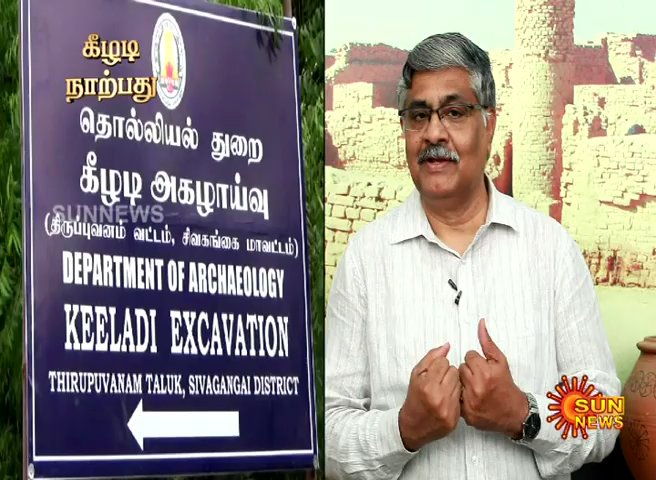 கீழடி
நாற்பது
தொல்லியல் துறை
கீழடி அகழாய்வு
SUNNEWS
(திருப்புவனம் வட்டம், சிவகங்கை மாவட்டம்)
DEPARTMENT OF ARCHAEOLOGY
KEELADI EXCAVATION
THIRUPUVANAM TALUK, SIVAGANGAI DISTRICT
SUN
NEWS